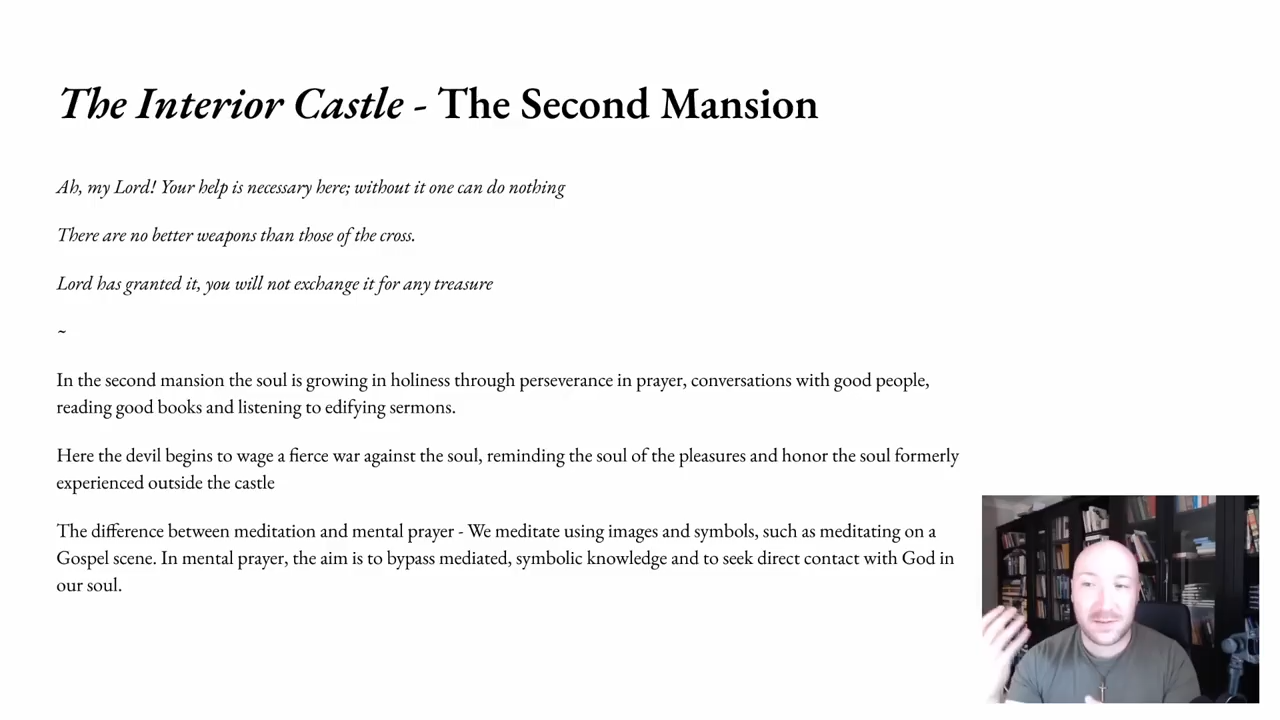 The Interior Castle - The Second Mansion
Ah, my Lord! Your help is necessary here; without it one can do nothing
There are no better weapons than those of the cross.
Lord has granted it, you will not exchange it for any treasure
~
In the second mansion the soul is growing in holiness through perseverance in prayer, conversations with good people,
reading good books and listening to edifying sermons.
Here the devil begins to wage a fierce war against the soul, reminding the soul of the pleasures and honor the soul formerly
experienced outside the castle
The difference between meditation and mental prayer - We meditate using images and symbols, such as meditating on a
Gospel scene. In mental prayer, the aim is to bypass mediated, symbolic knowledge and to seek direct contact with God in
our soul.